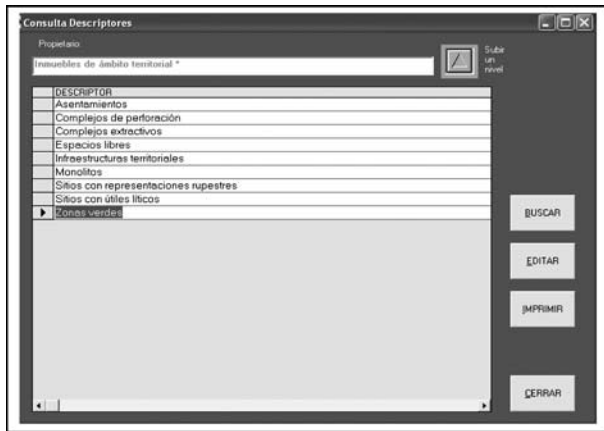 Consulta Descriptores
Propietario:
Inmuebles de ámbito territorial *
Subir
un
nivel
DESCRIPTOR
Asentamientos
Complejos de perforación
Complejos extractivos
Espacios libres
Infraestructuras territoriales
Monolitos
Sitios con representaciones rupestres
Sitios con útiles líticos
Zonas verdes
BUSCAR
EDITAR
IMPRIMIR
CERRAR